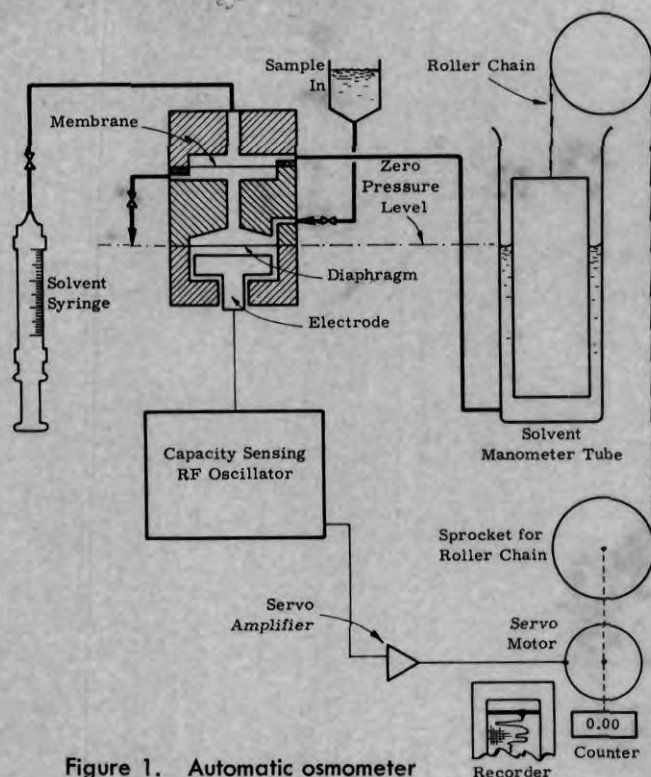 Sample
In
Roller Chain
Membrane
Zero
Pressure
Level
Diaphragm
Solvent
Syringe
Electrode
Solvent
Manometer Tube
Capacity Sensing
RF Oscillator
Sprocket for
Roller Chain
Servo
Amplifier
Servo
Motor
0.00
Counter
Recorder
Figure 1. Automatic osmometer